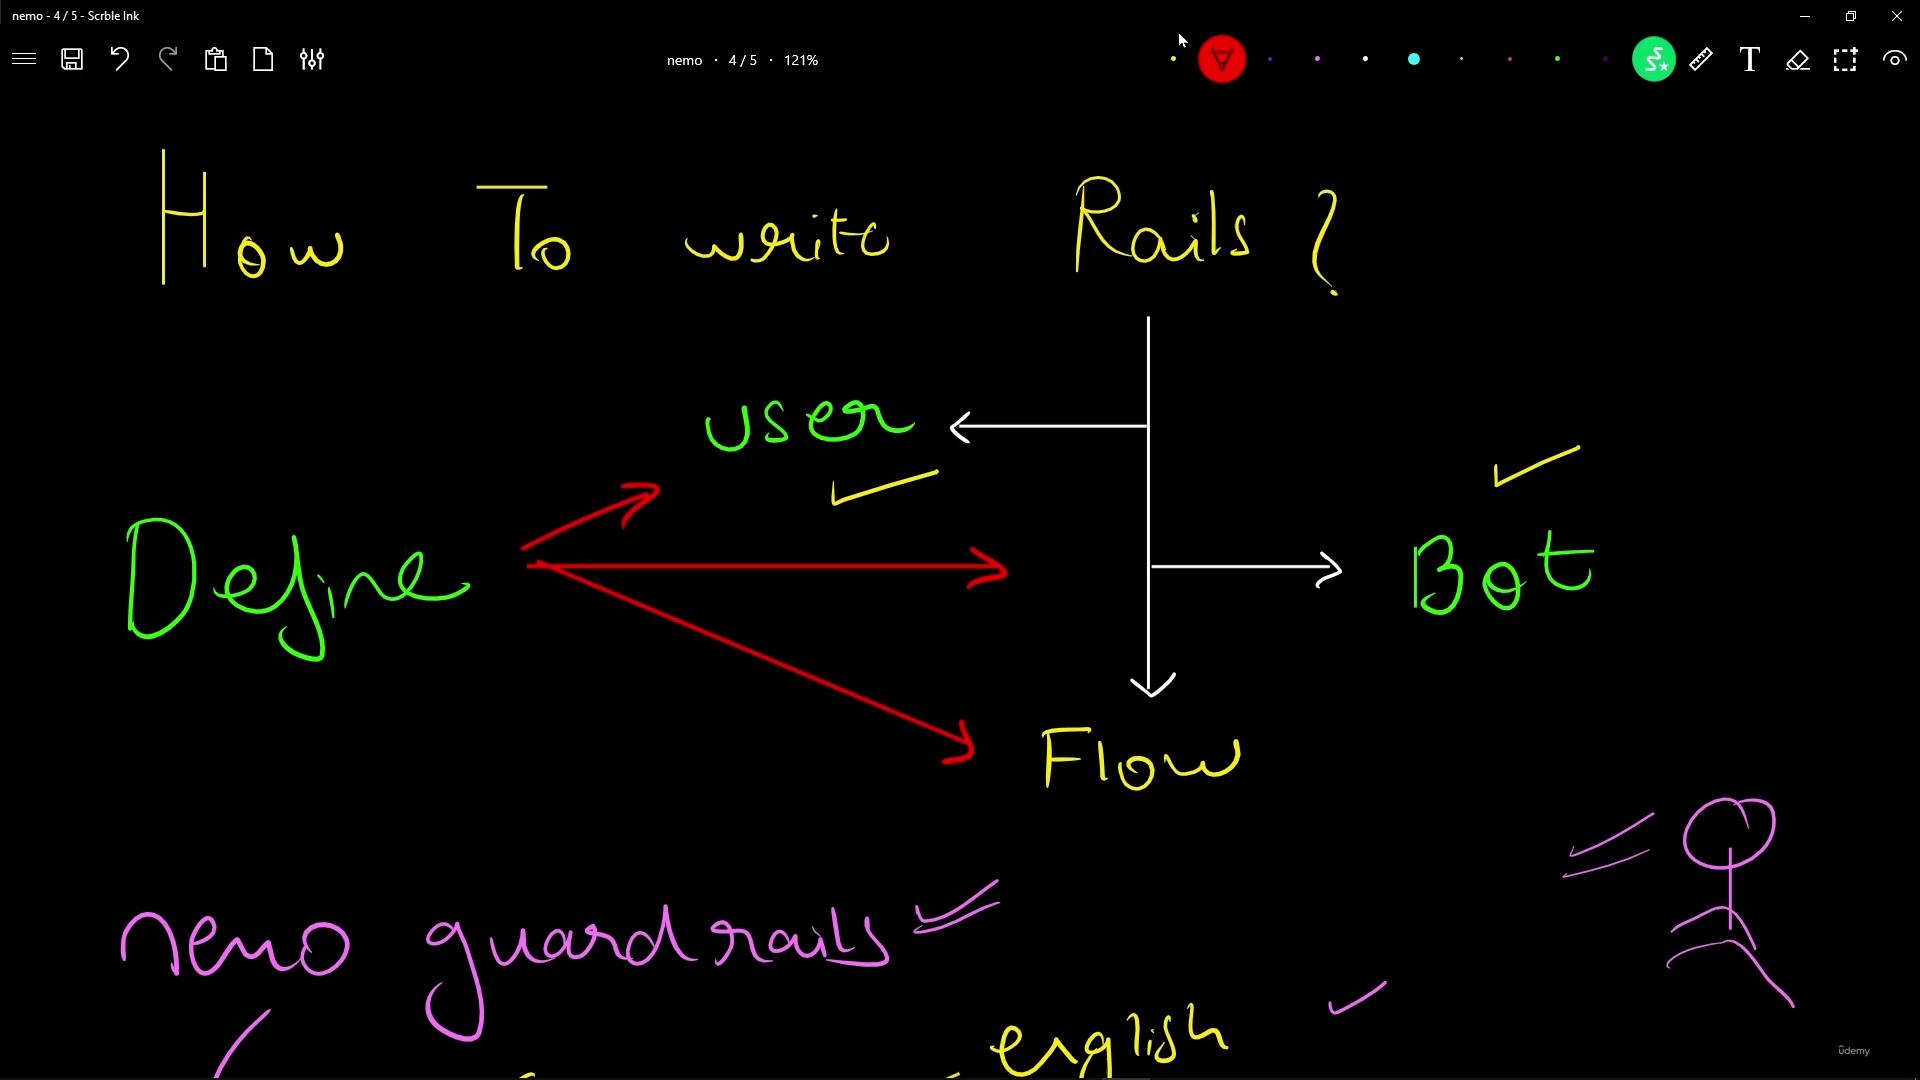 nemo - 4 / 5 - Scrble Ink
nemo • 4 / 5 • 121%
T
How To write Rails ?
user
Define
Bot
Flow
nemo guardrails
english
ûdemy